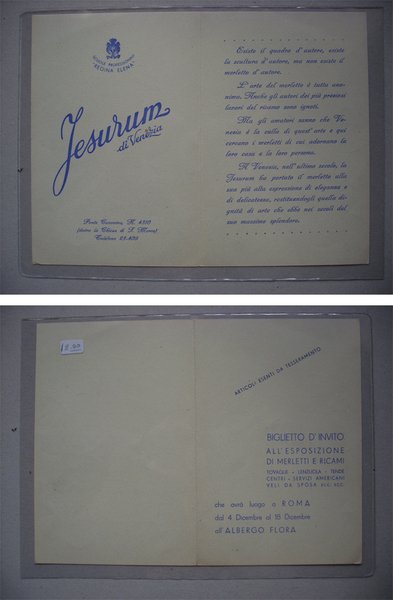 SCUOLE PROFESSIONALI
"REGINA ELENA"
Jesurum
di Venezia
Ponte Canonica, N. 4310
(dietro la Chiesa di S. Marco)
Telefono
Esiste il quadro d'autore, esiste
la scultura d'autore, ma non esiste il
merletto d'autore.
L'arte del merletto è tutta ano-
nima. Anche gli autori dei più preziosi
lavori del ricamo sono ignoti.
Ma gli amatori sanno che Ve-
nezia è la culla di quest'arte e qui
cercano i merletti di cui adornano la
loro casa e la loro persona.
A Venezia, nell'ultimo secolo, la
Jesurum ha portato il merletto alla
sua più alta espressione di eleganza e
di delicatezza, restituendogli quella di-
gnità di arte che ebbe nei secoli del
suo massimo splendore.
ARTICOLI ESENTI DA TESSERAMENTO
BIGLIETTO D'INVITO
ALL'ESPOSIZIONE
DI MERLETTI E RICAMI
TOVAGLIE - LENZUOLA - TENDE
CENTRI - SERVIZI AMERICANI
VELI DA SPOSA ECC. ECC.
che avrà luogo a ROMA
dal 4 Dicembre al 18 Dicembre
all'ALBERGO FLORA